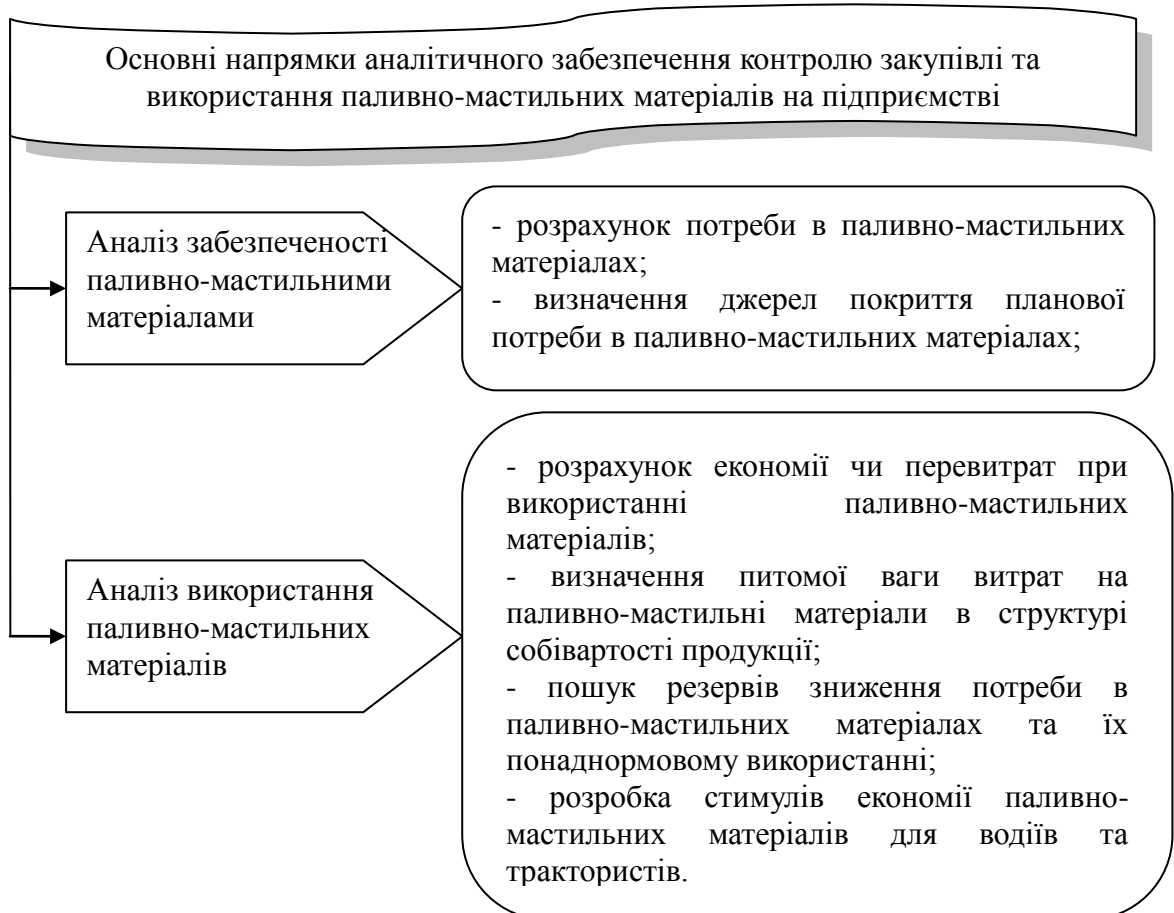 Основні напрямки аналітичного забезпечення контролю закупівлі та
використання паливно-мастильних матеріалів на підприємстві
Аналіз забезпеченості
паливно-мастильними
матеріалами
- розрахунок потреби в паливно-мастильних
матеріалах;
- визначення джерел покриття планової
потреби в паливно-мастильних матеріалах;
Аналіз використання
паливно-мастильних
матеріалів
- розрахунок економії чи перевитрат при
використанні паливно-мастильних
матеріалів;
- визначення питомої ваги витрат на
паливно-мастильні матеріали в структурі
собівартості продукції;
- пошук резервів зниження потреби в
паливно-мастильних матеріалах та їх
понаднормовому використанні;
- розробка стимулів економії паливно-
мастильних матеріалів для водіїв та
трактористів.